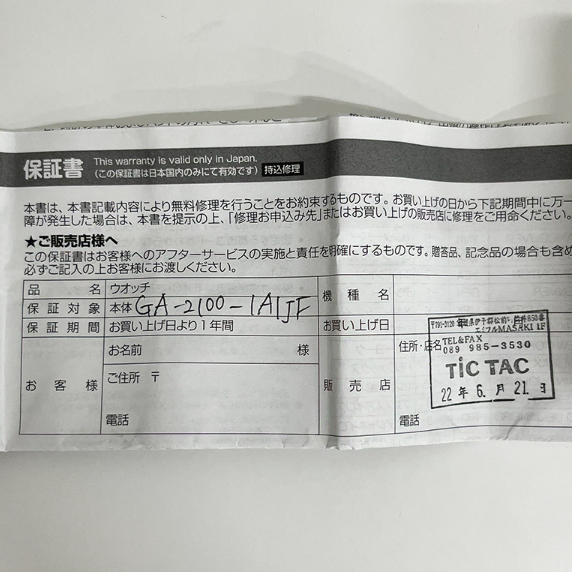 保証書
This warranty is valid only in Japan.
(この保証書は日本国内のみにて有効です)
持込修理
本書は、本書記載内容により無料修理を行うことをお約束するものです。お買い上げの日から下記期間中に万一
障が発生した場合は、本書を提示の上、「修理お申込み先」またはお買い上げの販売店に修理をご用命ください。
★ご販売店様へ
この保証書はお客様へのアフターサービスの実施と責任を明確にするものです。贈答品、記念品の場合も含め
必ずご記入の上お客様にお渡しください。
品名 ウオッチ 機種名
保証対象 本体 GA-2100-1A1JF
保証期間 お買い上げ日より1年間 お買い上げ日
お客様 お名前 様
ご住所 〒
電話
販売店 住所・店名
エミフルMASAKI 1F
TEL&FAX
089 985-3530
TiC TAC
22年6月21日
電話